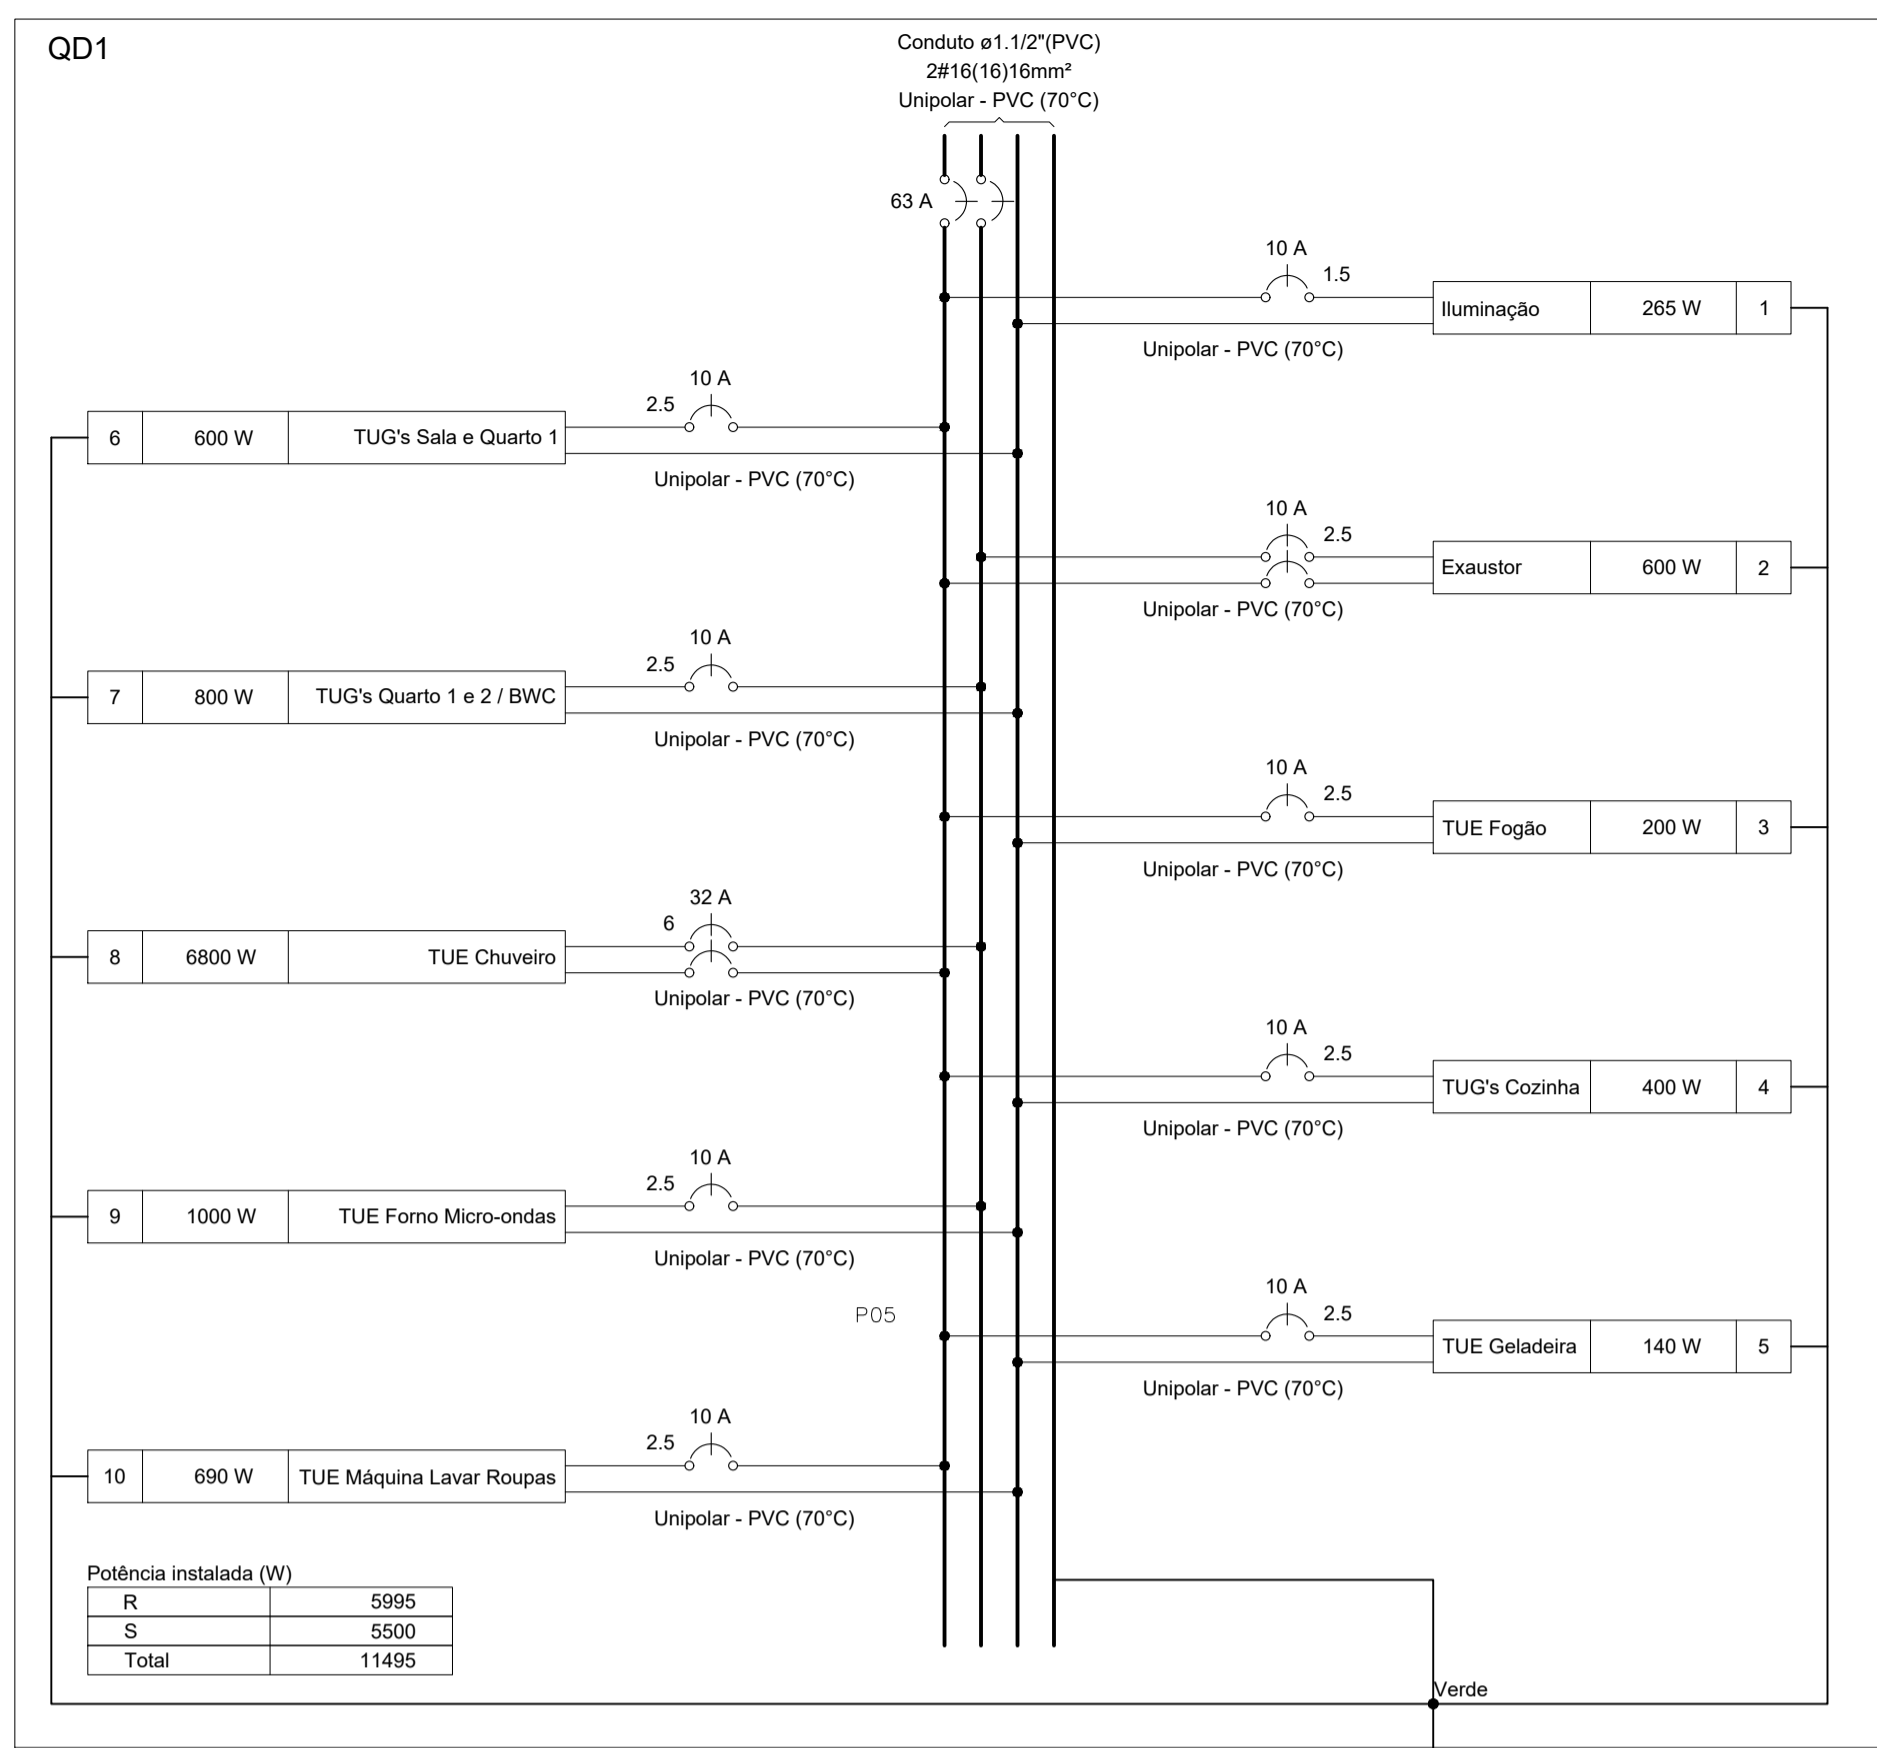 QD1
Conduto ø1.1/2"(PVC)
2#16(16)16mm²
Unipolar - PVC (70°C)
63 A
10 A
1.5
Iluminação 265 W 1
Unipolar - PVC (70°C)
10 A
2.5
6 600 W TUG's Sala e Quarto 1
Unipolar - PVC (70°C)
10 A
2.5
Exaustor 600 W 2
Unipolar - PVC (70°C)
10 A
2.5
7 800 W TUG's Quarto 1 e 2 / BWC
Unipolar - PVC (70°C)
10 A
2.5
TUE Fogão 200 W 3
Unipolar - PVC (70°C)
32 A
6
8 6800 W TUE Chuveiro
Unipolar - PVC (70°C)
10 A
2.5
TUG's Cozinha 400 W 4
Unipolar - PVC (70°C)
10 A
2.5
9 1000 W TUE Forno Micro-ondas
Unipolar - PVC (70°C)
P05
10 A
2.5
TUE Geladeira 140 W 5
Unipolar - PVC (70°C)
10 A
2.5
10 690 W TUE Máquina Lavar Roupas
Unipolar - PVC (70°C)
Potência instalada (W)
R 5995
S 5500
Total 11495
Verde